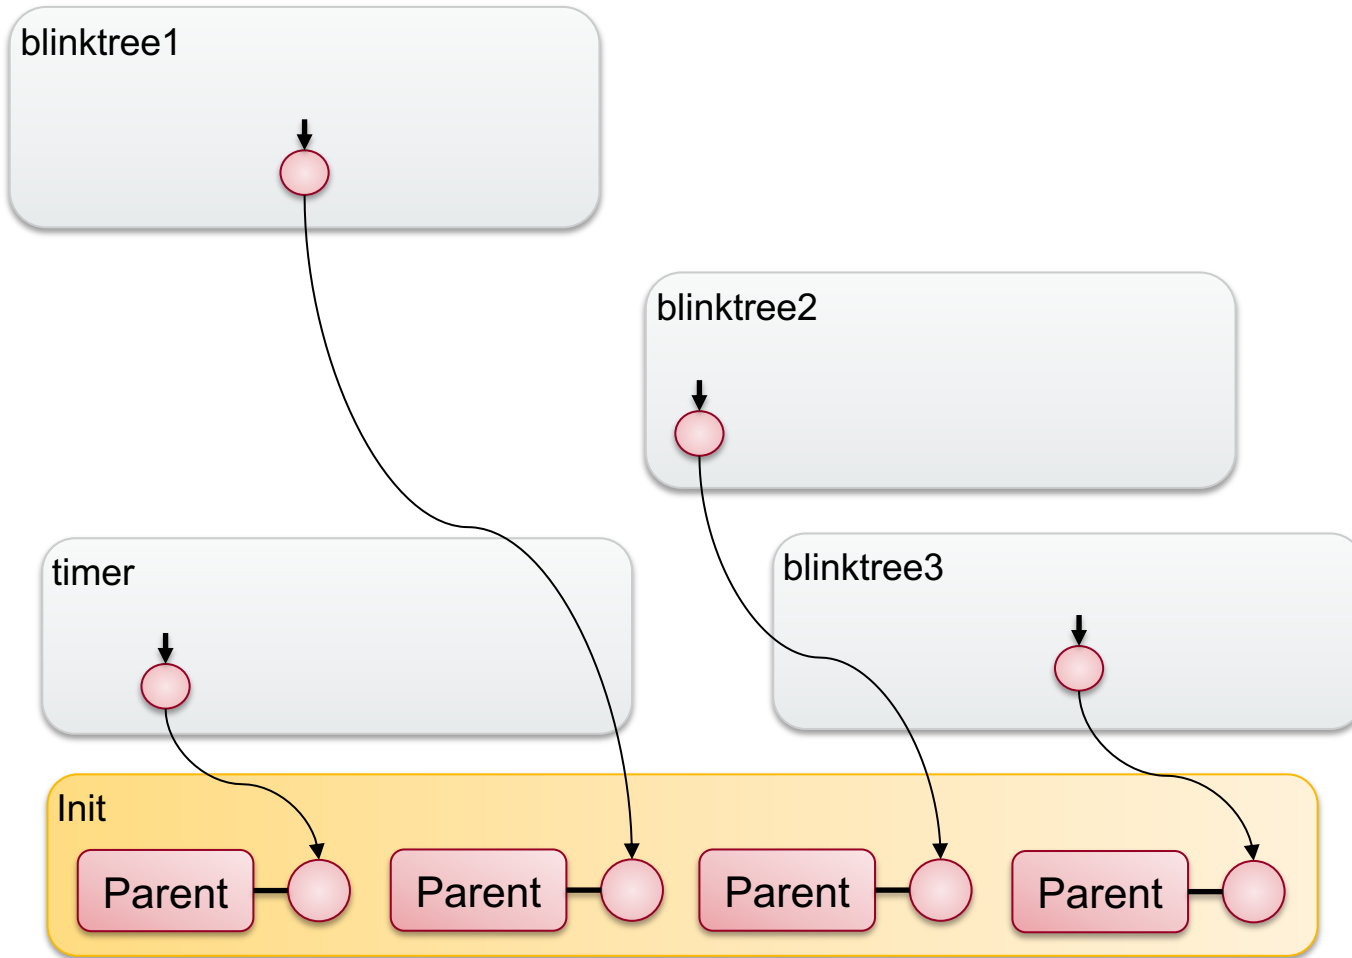 blinktree1
blinktree2
timer
blinktree3
Init
Parent
Parent
Parent
Parent